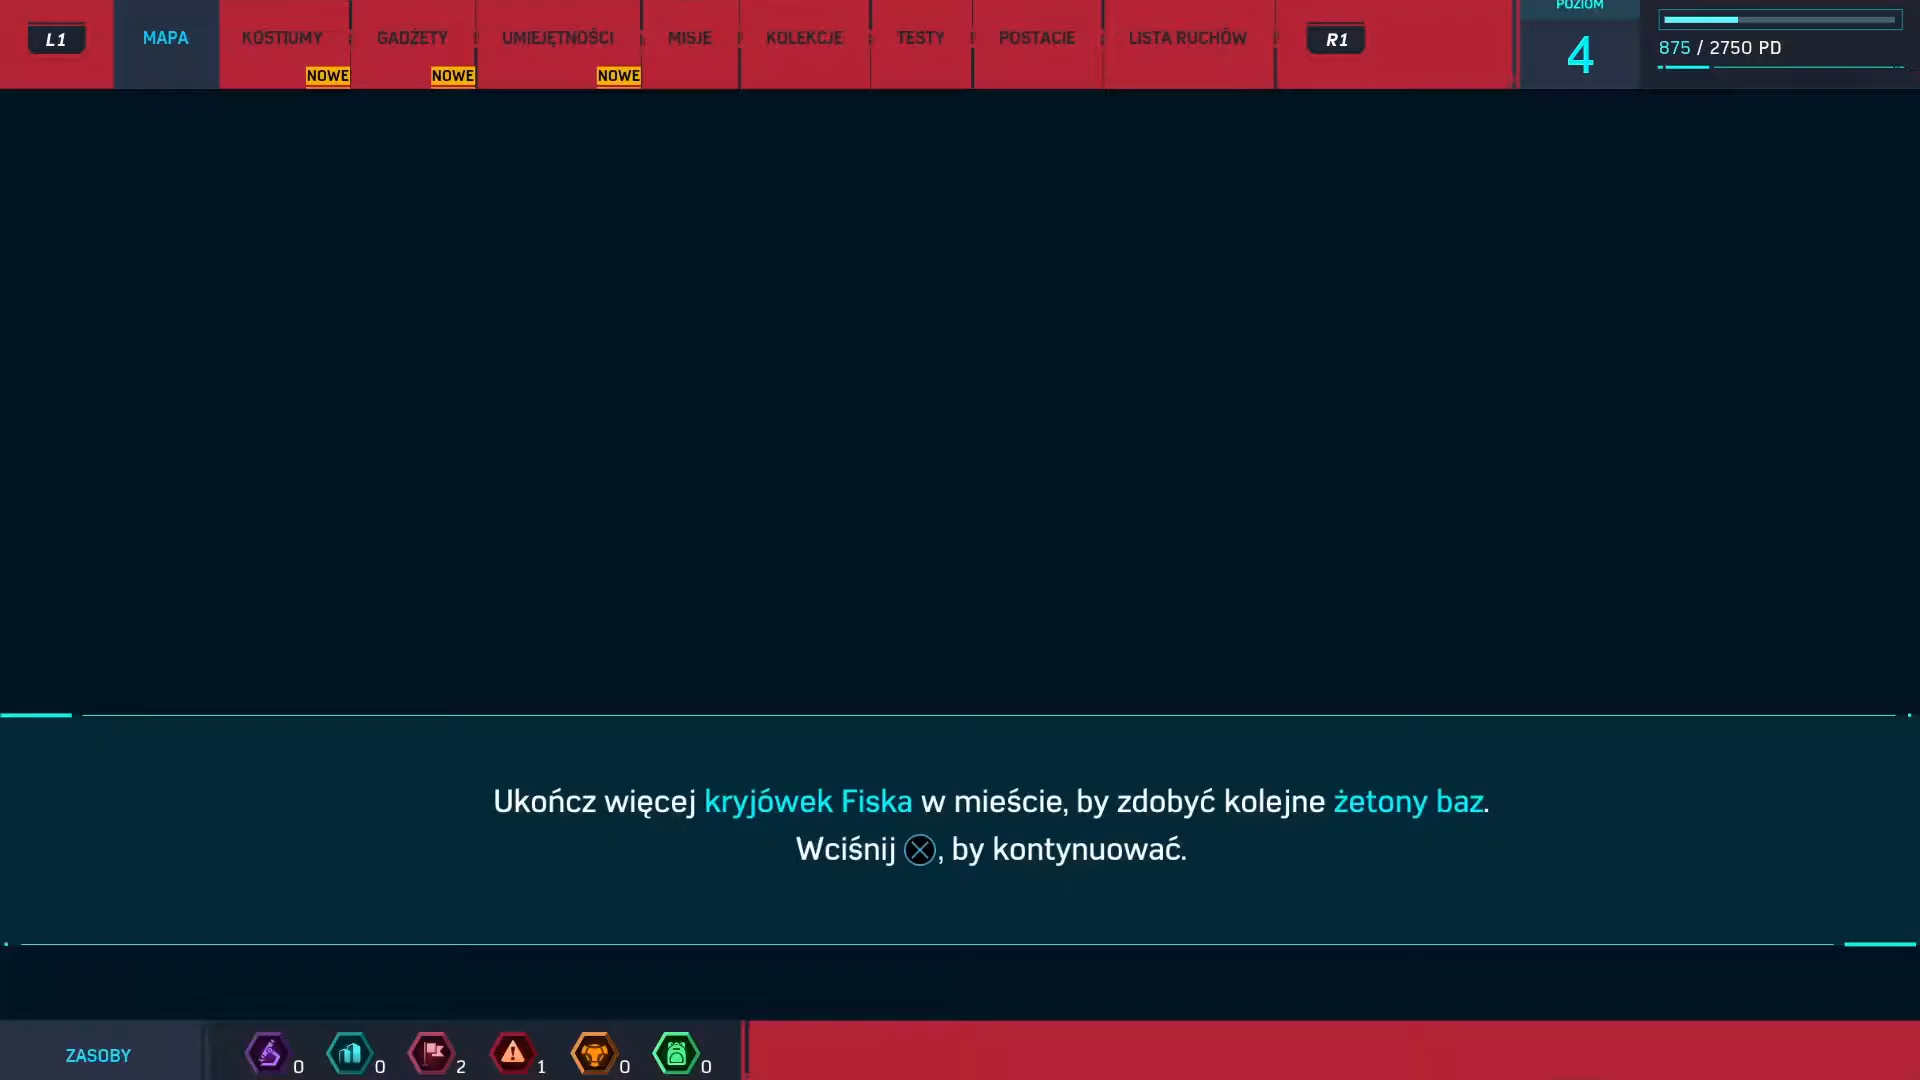 L1
MAPA
KOSTIUMY
NOWE
GADŻETY
NOWE
UMIEJĘTNOŚCI
NOWE
MISJE
KOLEKCJE
TESTY
POSTACIE
LISTA RUCHÓW
R1
POZIOM
4
875 / 2750 PD
Ukończ więcej kryjówek Fiska w mieście, by zdobyć kolejne żetony baz.
Wciśnij , by kontynuować.
ZASOBY
0
0
2
1
0
0